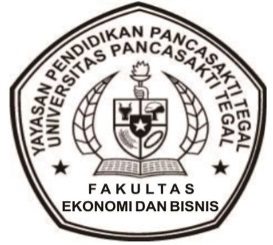 YAYASAN PENDIDIKAN PANCASAKTI TEGAL
UNIVERSITAS PANCASAKTI TEGAL
FAKULTAS
EKONOMI DAN BISNIS